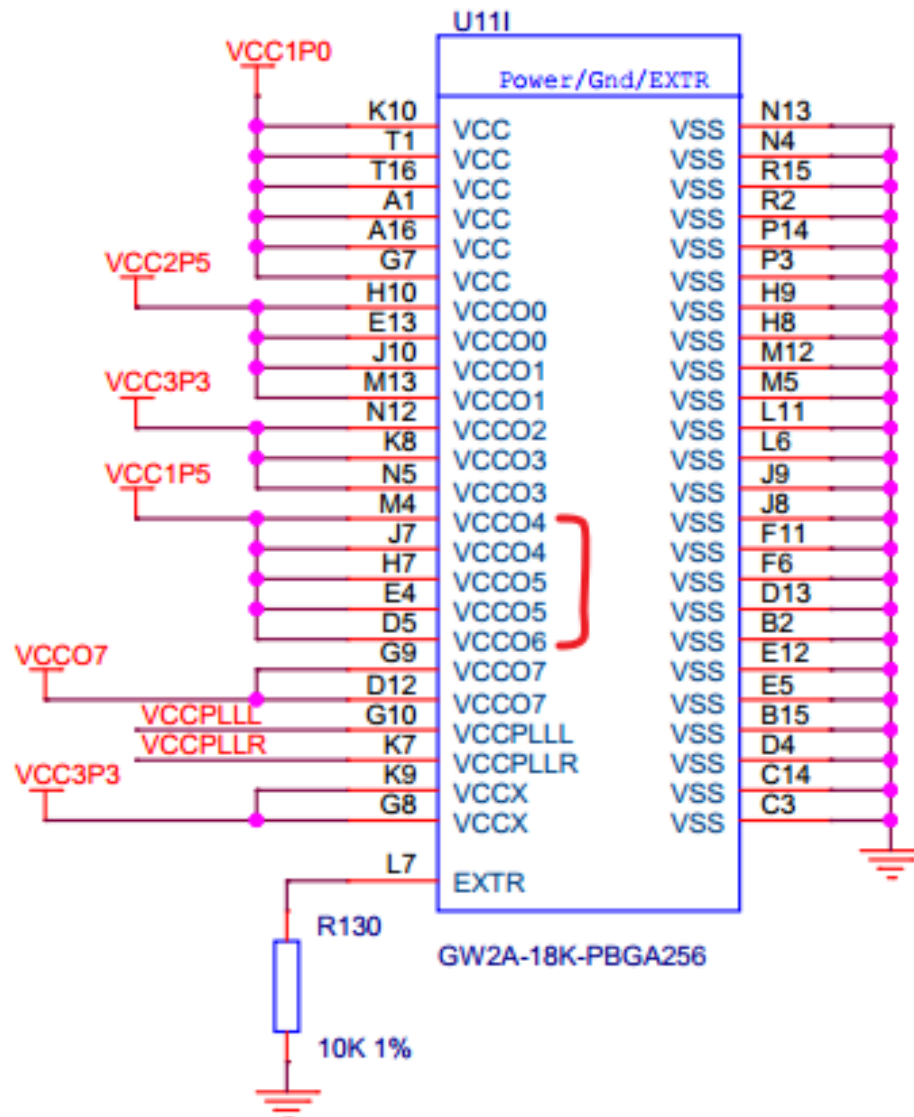 U11I
VCC1P0
Power/Gnd/EXTR
K10 VCC VSS N13
T1 VCC VSS N4
T16 VCC VSS R15
A1 VCC VSS R2
A16 VCC VSS P14
G7 VCC VSS P3
VCC2P5
H10 VCCO0 VSS H9
E13 VCCO0 VSS H8
J10 VCCO1 VSS M12
M13 VCCO1 VSS M5
VCC3P3
N12 VCCO2 VSS L11
K8 VCCO3 VSS L6
N5 VCCO3 VSS J9
VCC1P5
M4 VCCO4 VSS J8
J7 VCCO4 VSS F11
H7 VCCO5 VSS F6
E4 VCCO5 VSS D13
D5 VCCO6 VSS B2
VCCO7
G9 VCCO7 VSS E12
D12 VCCO7 VSS E5
VCCPLLL G10 VCCPLLL VSS B15
VCCPLLR K7 VCCPLLR VSS D4
VCC3P3
K9 VCCX VSS C14
G8 VCCX VSS C3
L7 EXTR
R130
GW2A-18K-PBGA256
10K 1%